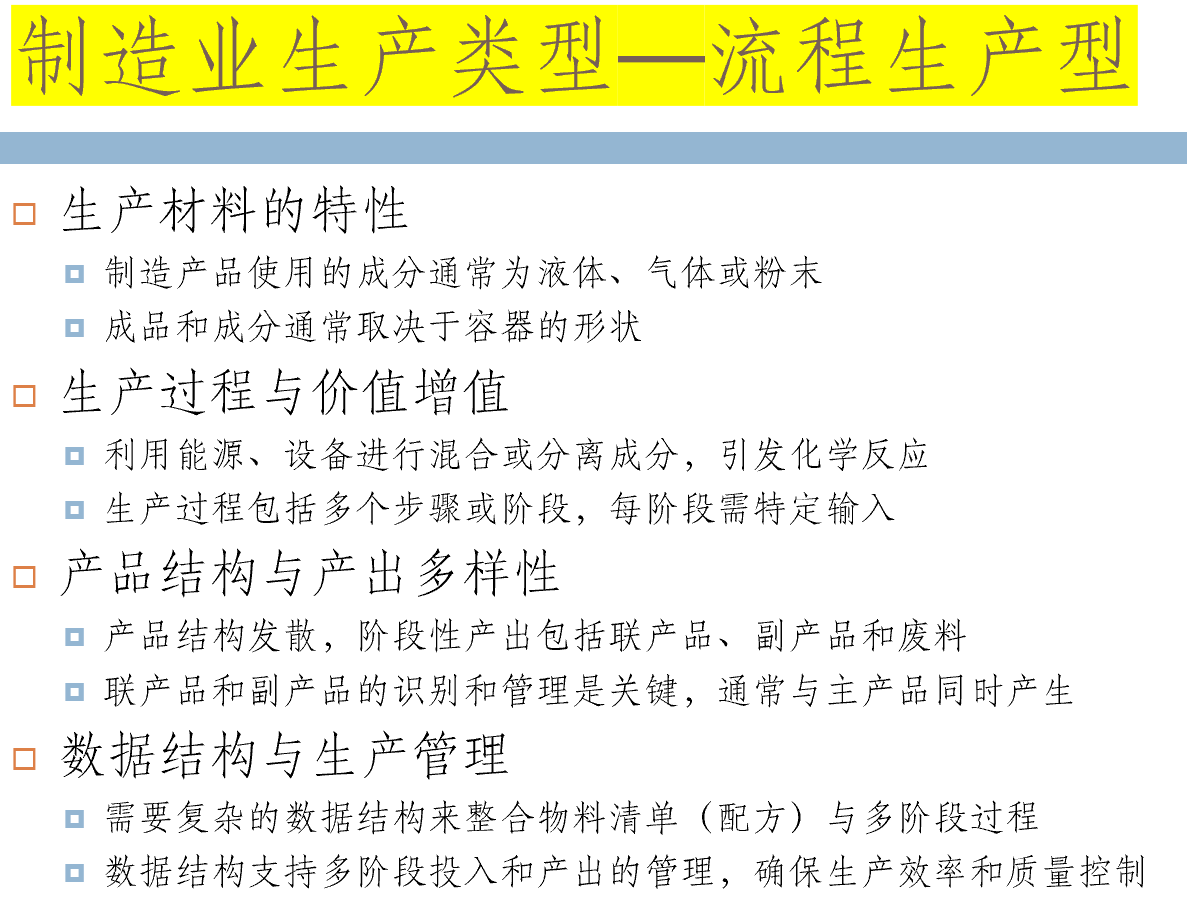 制造业生产类型—流程生产型
生产材料的特性
制造产品使用的成分通常为液体、气体或粉末
成品和成分通常取决于容器的形状
生产过程与价值增值
利用能源、设备进行混合或分离成分，引发化学反应
生产过程包括多个步骤或阶段，每阶段需特定输入
产品结构与产出多样性
产品结构发散，阶段性产出包括联产品、副产品和废料
联产品和副产品的识别和管理是关键，通常与主产品同时产生
数据结构与生产管理
需要复杂的数据结构来整合物料清单（配方）与多阶段过程
数据结构支持多阶段投入和产出的管理，确保生产效率和质量控制